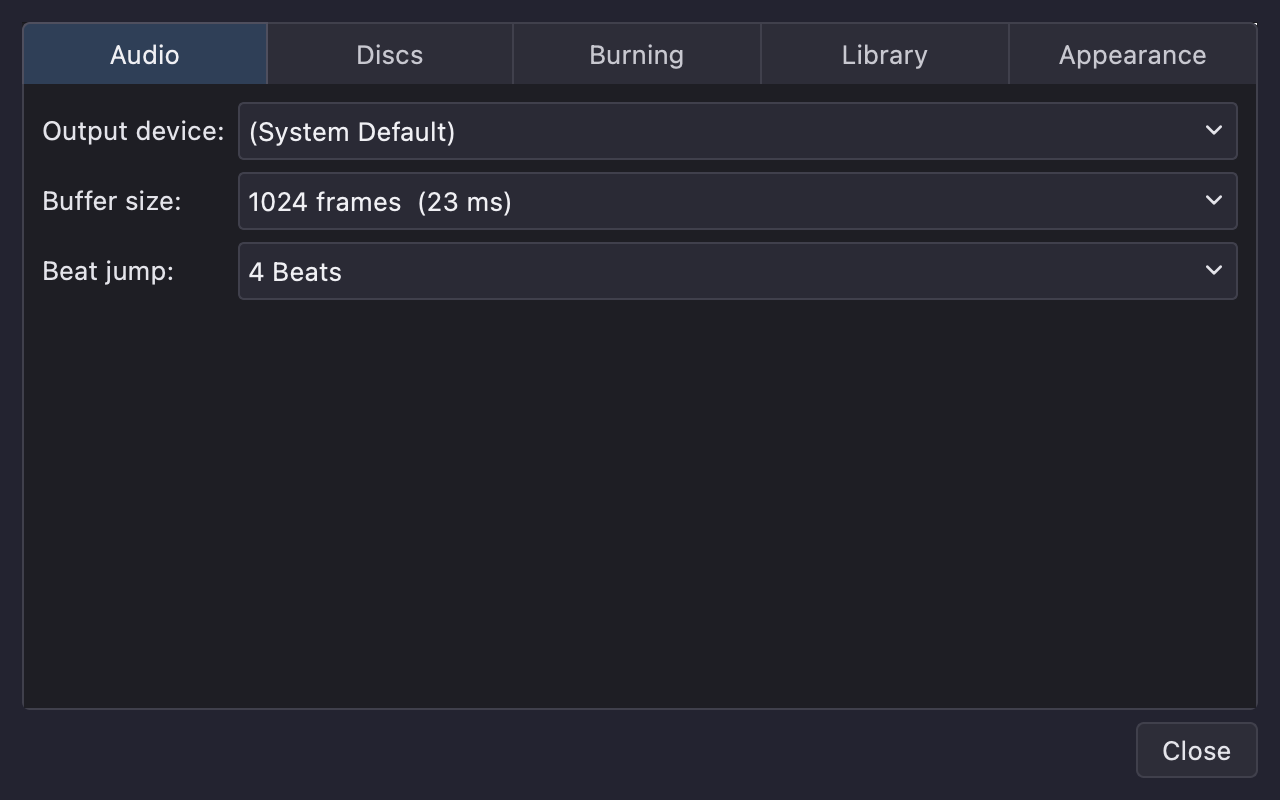 Audio Discs Burning Library Appearance
Output device: (System Default)
Buffer size: 1024 frames  (23 ms)
Beat jump: 4 Beats
Close